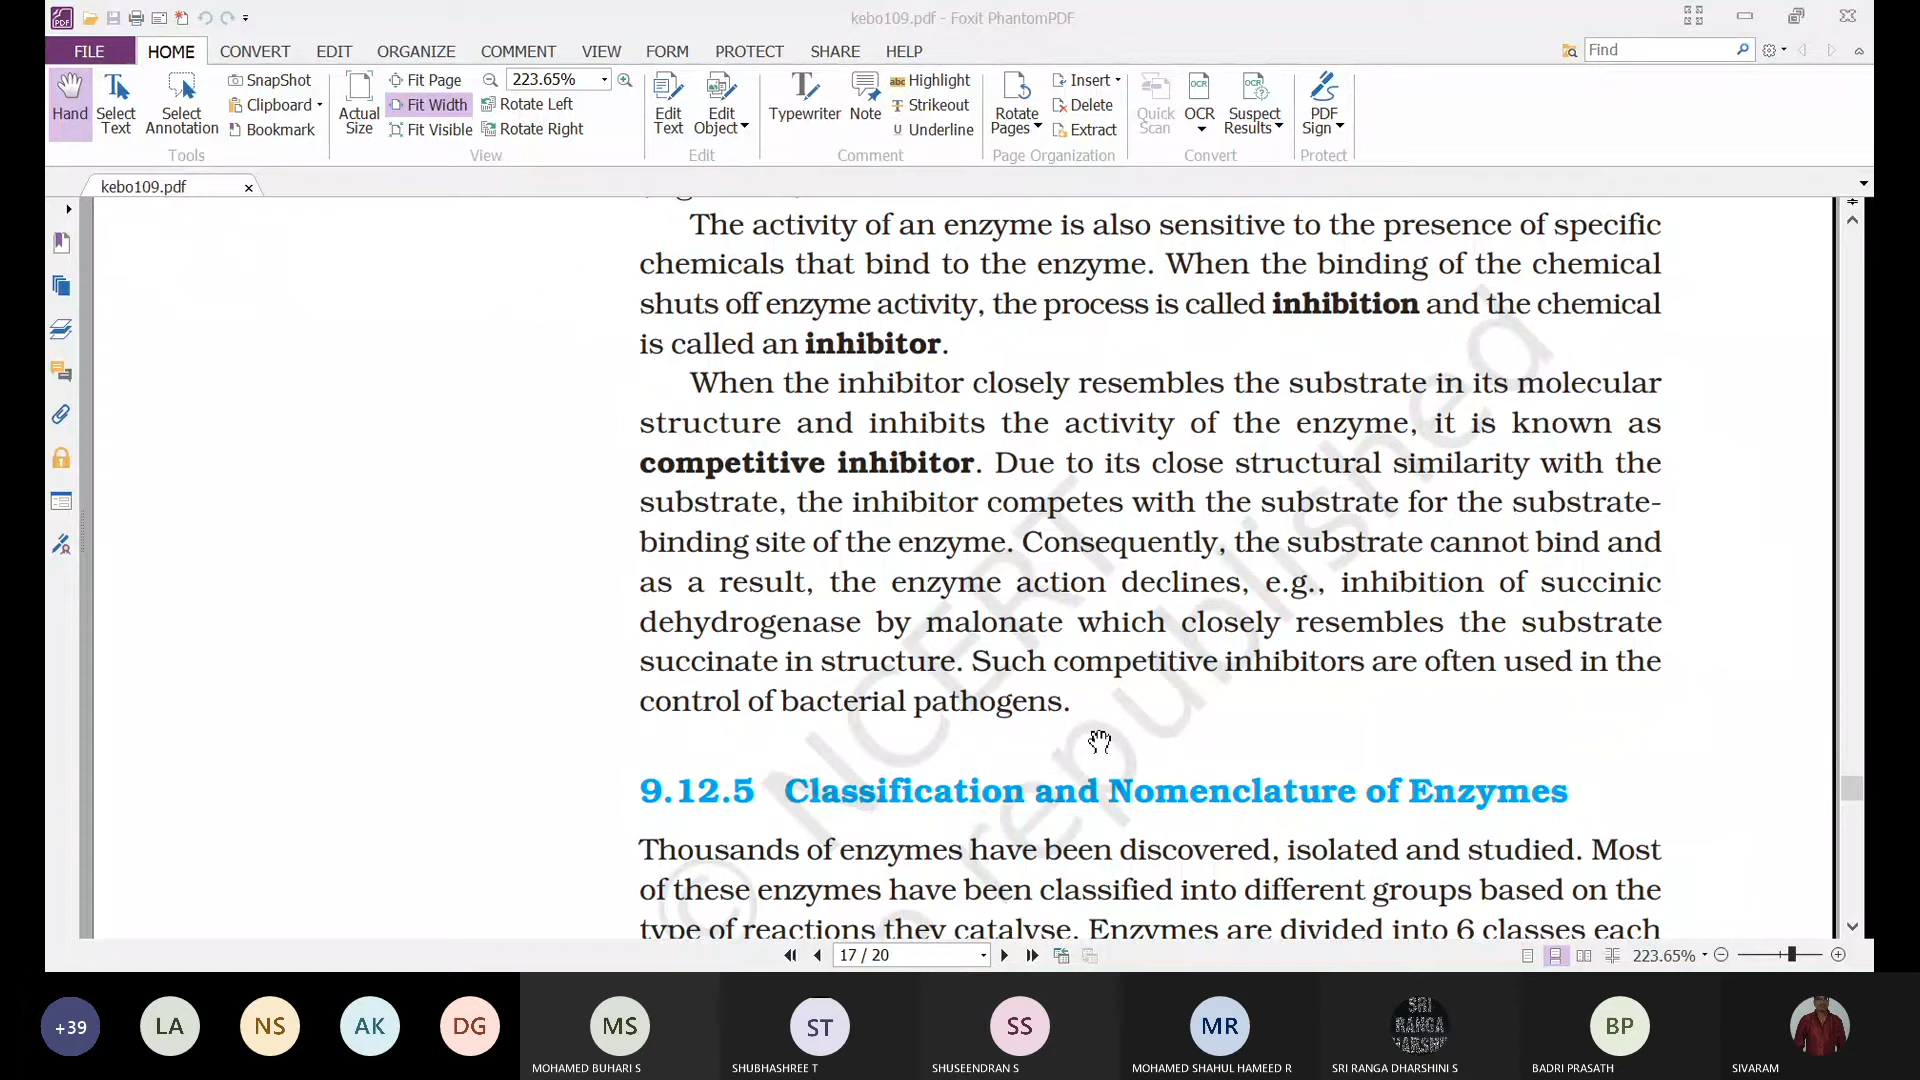 kebo109.pdf - Foxit PhantomPDF
FILE HOME CONVERT EDIT ORGANIZE COMMENT VIEW FORM PROTECT SHARE HELP Find
Hand
Select Text
Select Annotation
SnapShot
Clipboard
Bookmark
Tools
Actual Size
Fit Page
Fit Width
Fit Visible
223.65%
Rotate Left
Rotate Right
View
Edit Text
Edit Object
Edit
Typewriter
Note
Highlight
Strikeout
Underline
Comment
Rotate Pages
Insert
Delete
Extract
Page Organization
Quick Scan
OCR
OCR
Suspect Results
OCR
Convert
PDF Sign
Protect
kebo109.pdf
The activity of an enzyme is also sensitive to the presence of specific
chemicals that bind to the enzyme. When the binding of the chemical
shuts off enzyme activity, the process is called inhibition and the chemical
is called an inhibitor.
When the inhibitor closely resembles the substrate in its molecular
structure and inhibits the activity of the enzyme, it is known as
competitive inhibitor. Due to its close structural similarity with the
substrate, the inhibitor competes with the substrate for the substrate-
binding site of the enzyme. Consequently, the substrate cannot bind and
as a result, the enzyme action declines, e.g., inhibition of succinic
dehydrogenase by malonate which closely resembles the substrate
succinate in structure. Such competitive inhibitors are often used in the
control of bacterial pathogens.
9.12.5 Classification and Nomenclature of Enzymes
Thousands of enzymes have been discovered, isolated and studied. Most
of these enzymes have been classified into different groups based on the
type of reactions they catalyse. Enzymes are divided into 6 classes each
© NCERT
republished
17 / 20
223.65%
+39 LA NS AK DG MS ST SS MR SRI RANGA BP
MOHAMED BUHARI S SHUBHASHREE T SHUSEENDRAN S MOHAMED SHAHUL HAMEED R SRI RANGA DHARSHINI S BADRI PRASATH SIVARAM